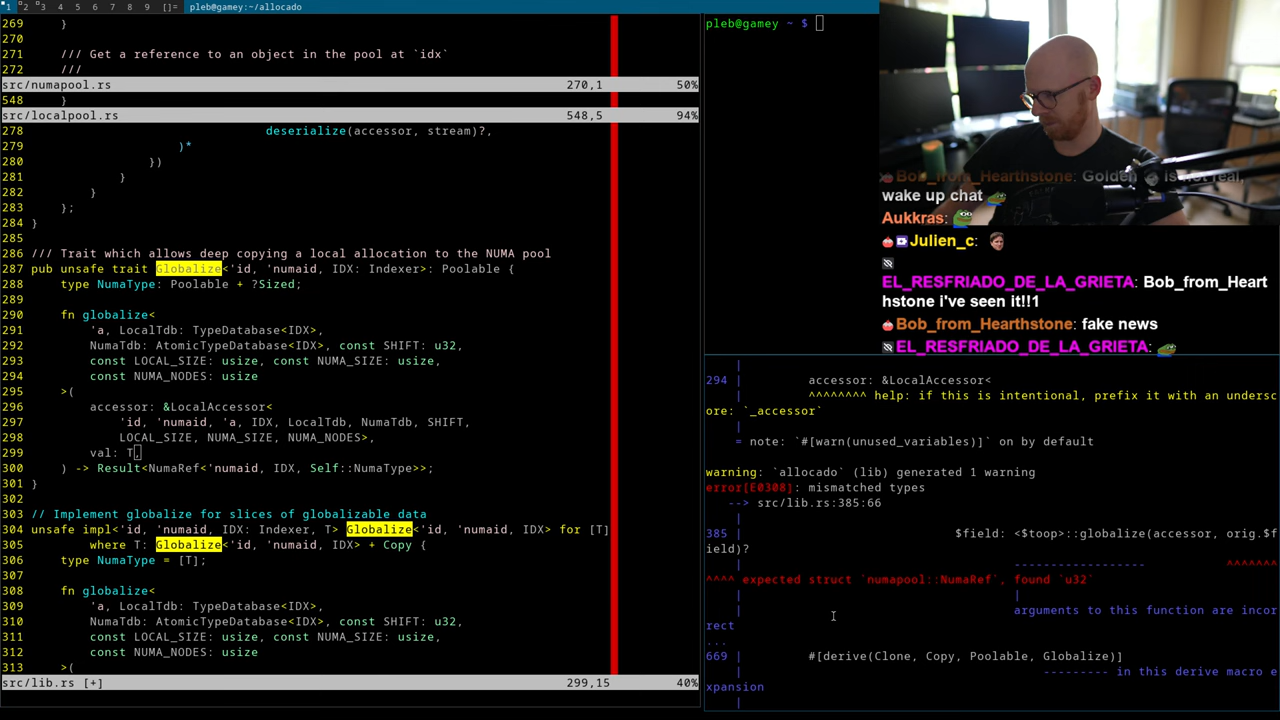 1 2 3 4 5 6 7 8 9 []= pleb@gamey:~/allocado
269     }
270
271     /// Get a reference to an object in the pool at `idx`
272     ///
src/numapool.rs 270,1 50%
548     }
src/localpool.rs 548,5 94%
278                                         deserialize(accessor, stream)?,
279                         )*
280                     })
281                 }
282             }
283         };
284 }
285
286 /// Trait which allows deep copying a local allocation to the NUMA pool
287 pub unsafe trait Globalize<'id, 'numaid, IDX: Indexer>: Poolable {
288     type NumaType: Poolable + ?Sized;
289
290     fn globalize<
291         'a, LocalTdb: TypeDatabase<IDX>,
292         NumaTdb: AtomicTypeDatabase<IDX>, const SHIFT: u32,
293         const LOCAL_SIZE: usize, const NUMA_SIZE: usize,
294         const NUMA_NODES: usize
295     >(
296         accessor: &LocalAccessor<
297             'id, 'numaid, 'a, IDX, LocalTdb, NumaTdb, SHIFT,
298             LOCAL_SIZE, NUMA_SIZE, NUMA_NODES>,
299         val: T,
300     ) -> Result<NumaRef<'numaid, IDX, Self::NumaType>>;
301 }
302
303 // Implement globalize for slices of globalizable data
304 unsafe impl<'id, 'numaid, IDX: Indexer, T> Globalize<'id, 'numaid, IDX> for [T]
305         where T: Globalize<'id, 'numaid, IDX> + Copy {
306     type NumaType = [T];
307
308     fn globalize<
309         'a, LocalTdb: TypeDatabase<IDX>,
310         NumaTdb: AtomicTypeDatabase<IDX>, const SHIFT: u32,
311         const LOCAL_SIZE: usize, const NUMA_SIZE: usize,
312         const NUMA_NODES: usize
313     >(
src/lib.rs [+] 299,15 40%
pleb@gamey ~ $
Bob_from_Hearthstone: Golden is not real,
wake up chat
Aukkras:
Julien_c:
EL_RESFRIADO_DE_LA_GRIETA: Bob_from_Heart
hstone i've seen it!!1
Bob_from_Hearthstone: fake news
EL_RESFRIADO_DE_LA_GRIETA:
|
294 |         accessor: &LocalAccessor<
|         ^^^^^^^^ help: if this is intentional, prefix it with an undersc
ore: `_accessor`
|
= note: `#[warn(unused_variables)]` on by default
warning: `allocado` (lib) generated 1 warning
error[E0308]: mismatched types
--> src/lib.rs:385:66
|
385 |                             $field: <$toop>::globalize(accessor, orig.$f
ield)?
|                                     ------------------                ^^^^^^^
^^^^ expected struct `numapool::NumaRef`, found `u32`
|                                     |
|                                     arguments to this function are incor
rect
...
669 |         #[derive(Clone, Copy, Poolable, Globalize)]
|                                         --------- in this derive macro e
xpansion
|